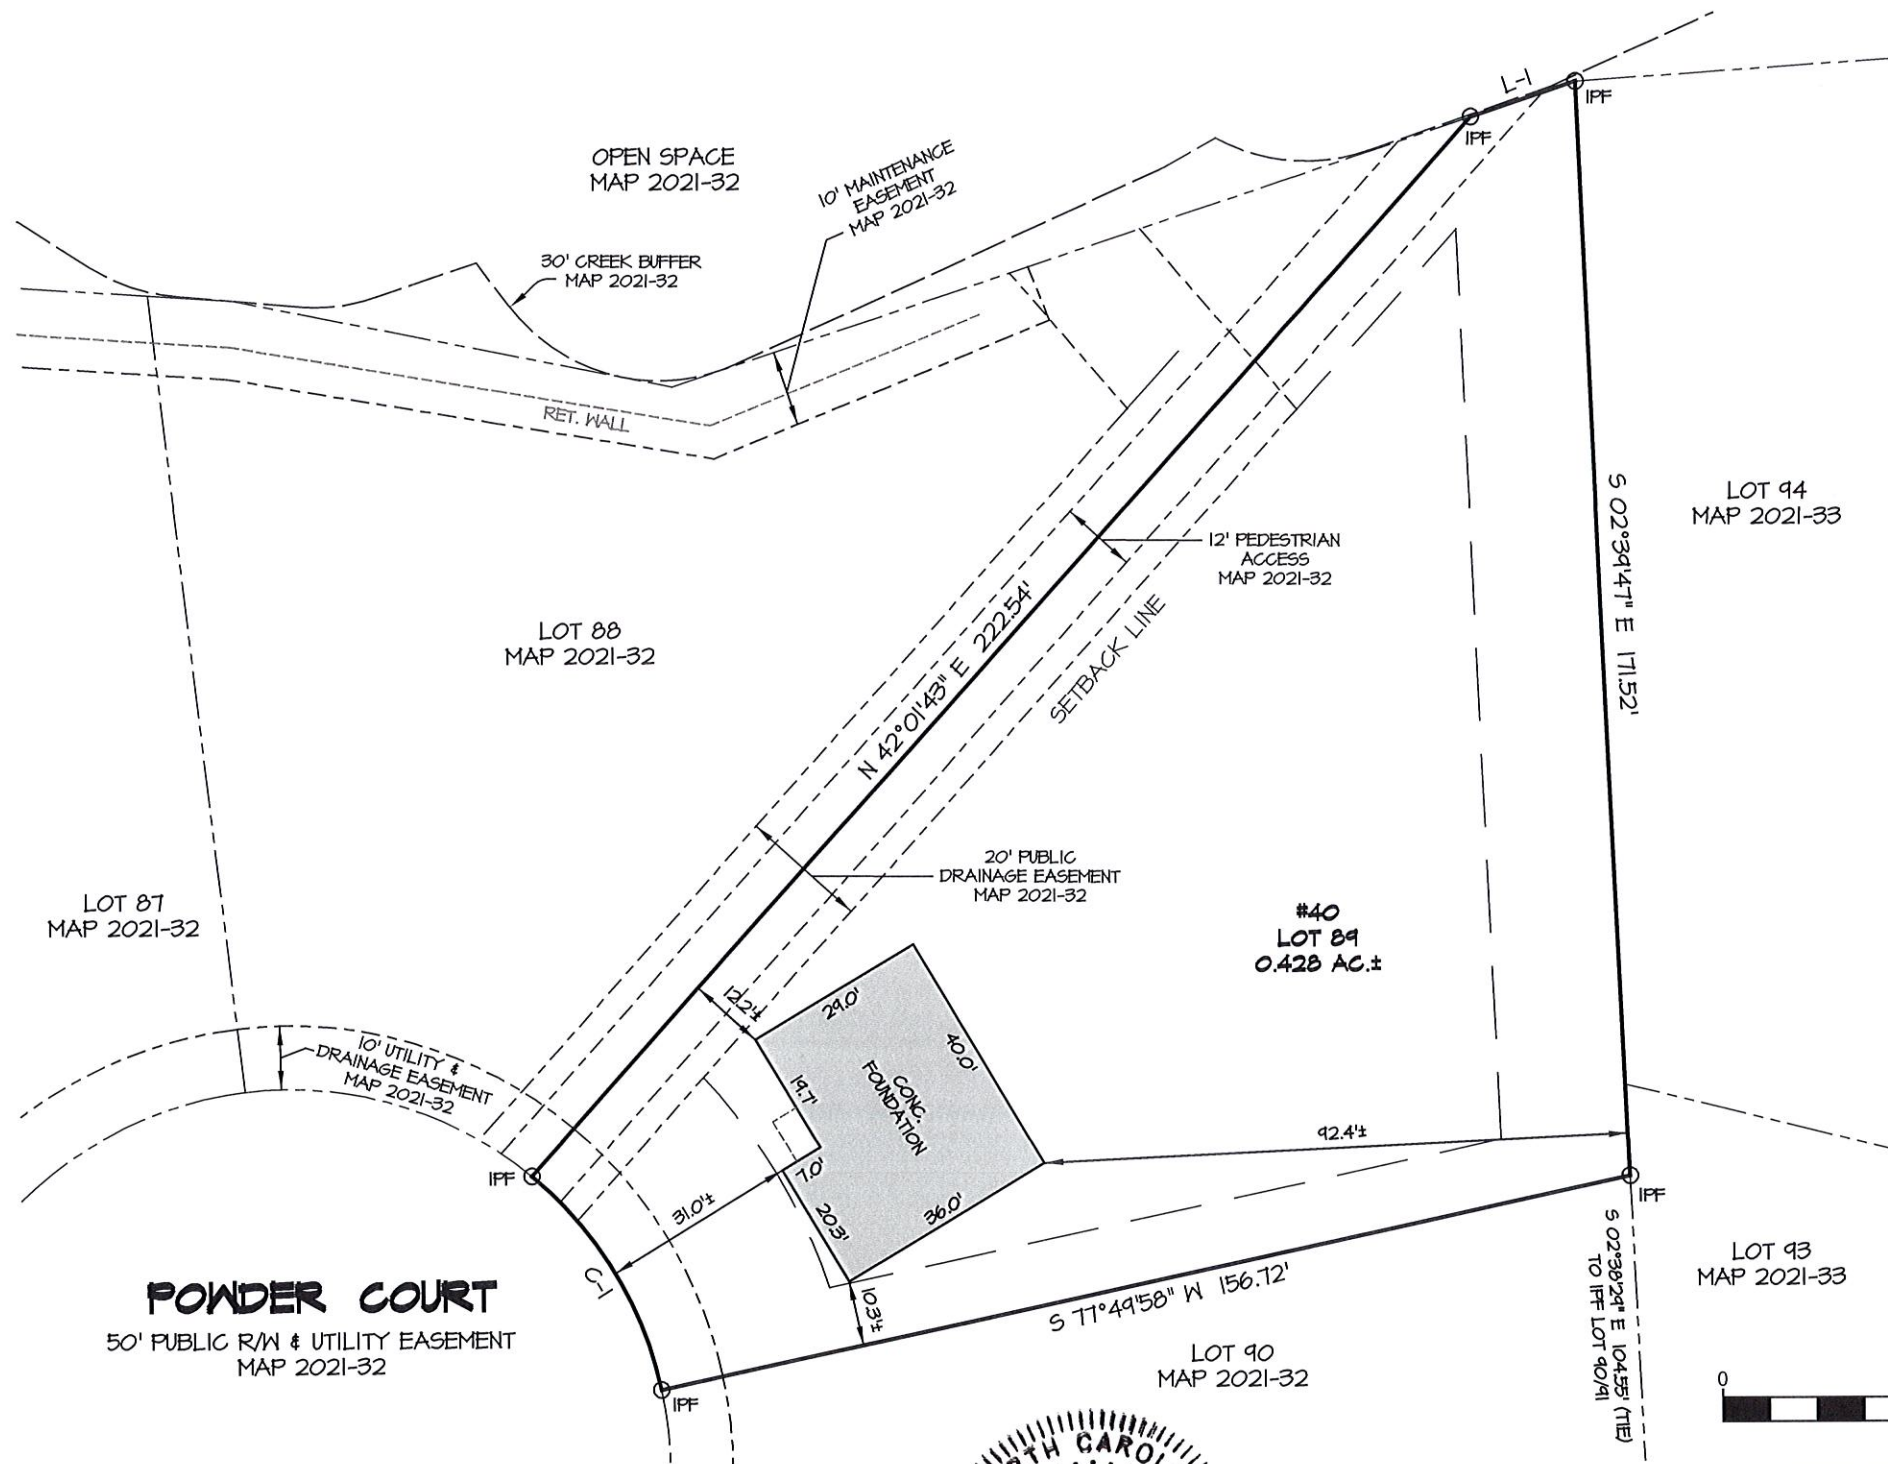 L-1
IPF
IPF
OPEN SPACE
MAP 2021-32
10' MAINTENANCE
EASEMENT
MAP 2021-32
30' CREEK BUFFER
MAP 2021-32
RET. WALL
LOT 94
MAP 2021-33
S 02°39'47" E 171.52'
12' PEDESTRIAN
ACCESS
MAP 2021-32
LOT 88
MAP 2021-32
N 42°01'43" E 222.54'
SETBACK LINE
20' PUBLIC
DRAINAGE EASEMENT
MAP 2021-32
LOT 87
MAP 2021-32
#40
LOT 89
0.428 AC.±
12.2'±
29.0'
40.0'
19.7'
CONC.
FOUNDATION
10' UTILITY &
DRAINAGE EASEMENT
MAP 2021-32
92.4'±
IPF
7.0'
31.0'±
20.3'
36.0'
IPF
C-1
10.3'±
S 77°49'58" W 156.72'
S 02°38'29" E 104.55' (TIE)
TO IPF LOT 90/91
LOT 93
MAP 2021-33
POWDER COURT
50' PUBLIC R/W & UTILITY EASEMENT
MAP 2021-32
LOT 90
MAP 2021-32
IPF
0
RTH CAROL